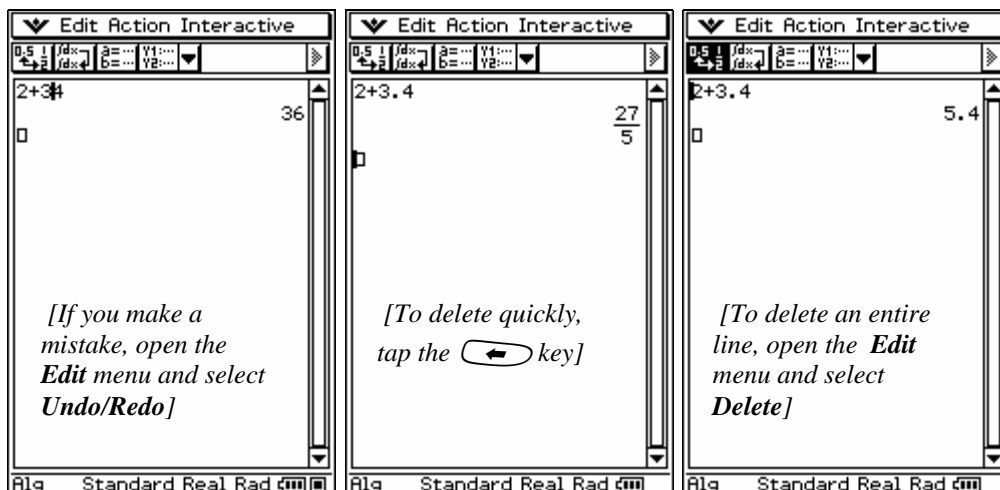 Edit Action Interactive
2+34
36
[If you make a
mistake, open the
Edit menu and select
Undo/Redo]
Alg Standard Real Rad
Edit Action Interactive
2+3.4
27
5
[To delete quickly,
tap the key]
Alg Standard Real Rad
Edit Action Interactive
2+3.4
5.4
[To delete an entire
line, open the Edit
menu and select
Delete]
Alg Standard Real Rad